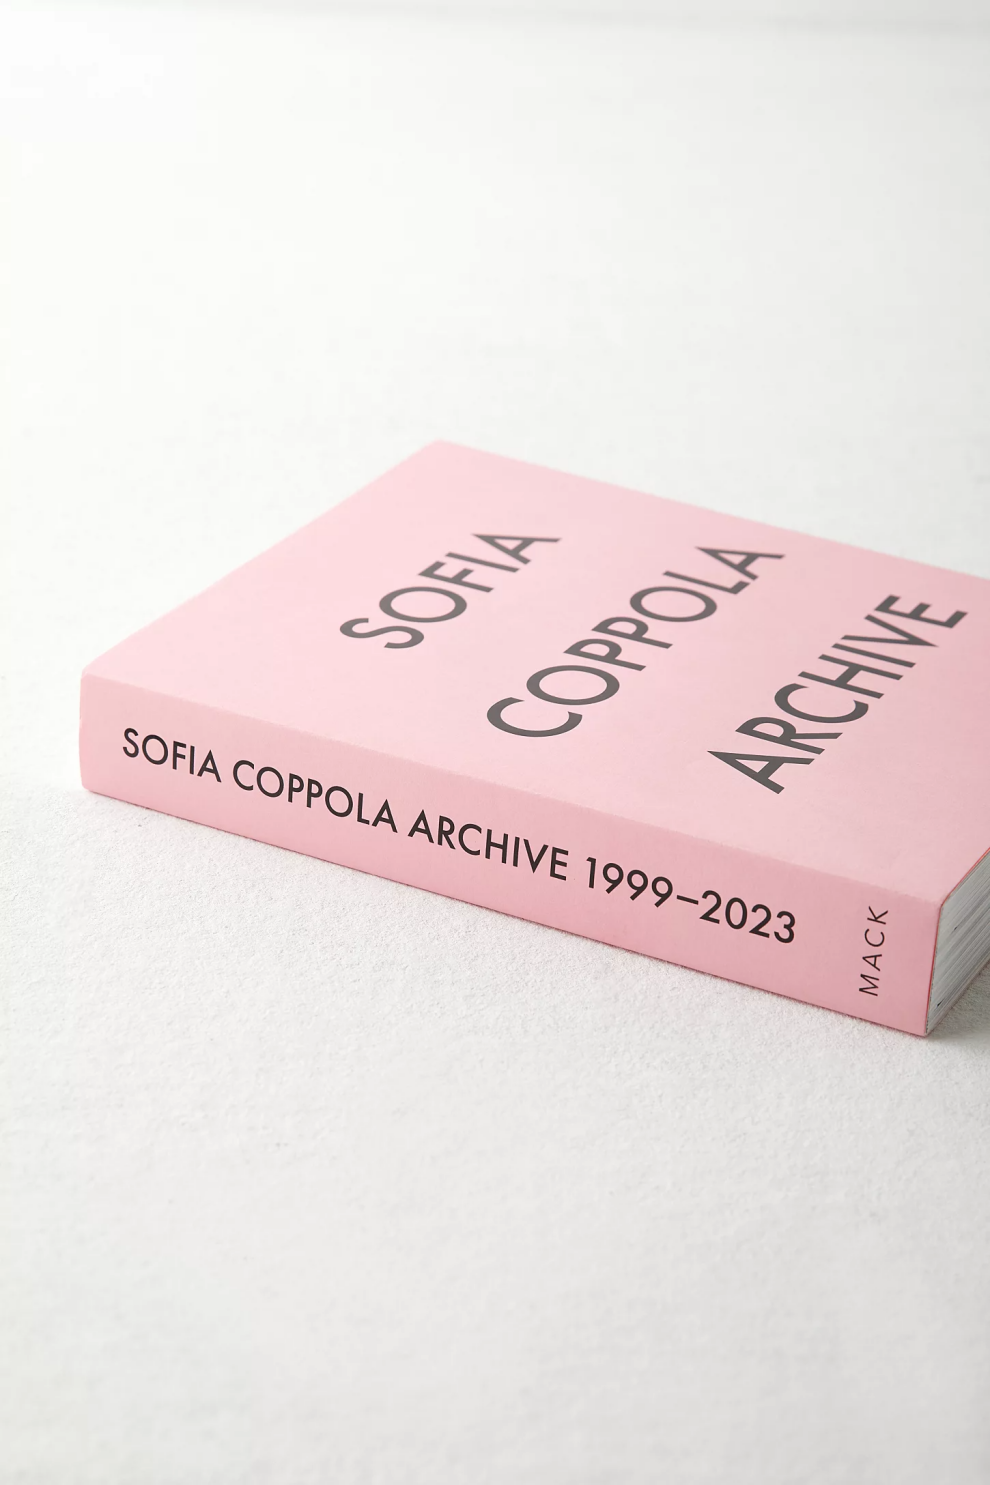 SOFIA
COPPOLA
ARCHIVE
SOFIA COPPOLA ARCHIVE 1999–2023
MACK